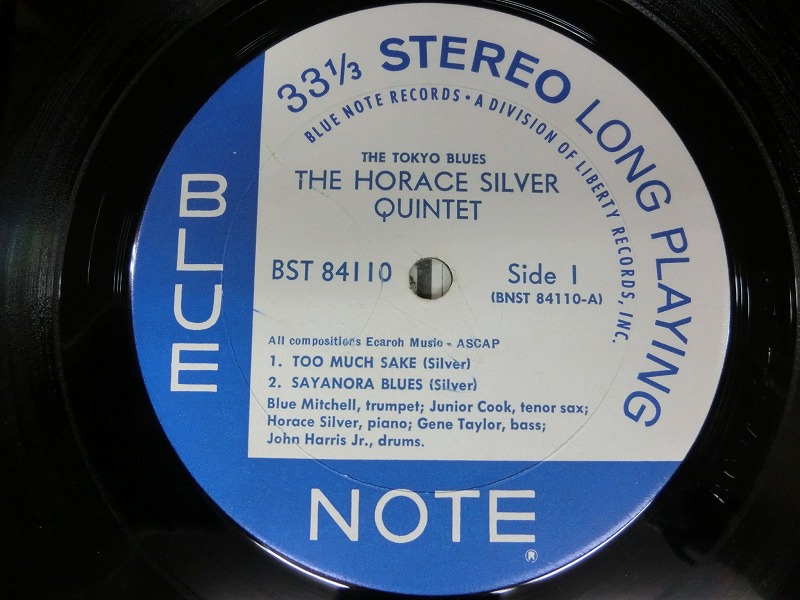 33⅓ STEREO LONG PLAYING
BLUE NOTE RECORDS • A DIVISION OF LIBERTY RECORDS, INC.
THE TOKYO BLUES
THE HORACE SILVER
QUINTET
BST 84110
Side 1
(BNST 84110-A)
All compositions Ecaroh Music - ASCAP
1. TOO MUCH SAKE (Silver)
2. SAYANORA BLUES (Silver)
Blue Mitchell, trumpet; Junior Cook, tenor sax;
Horace Silver, piano; Gene Taylor, bass;
John Harris Jr., drums.
BLUE
NOTE
®